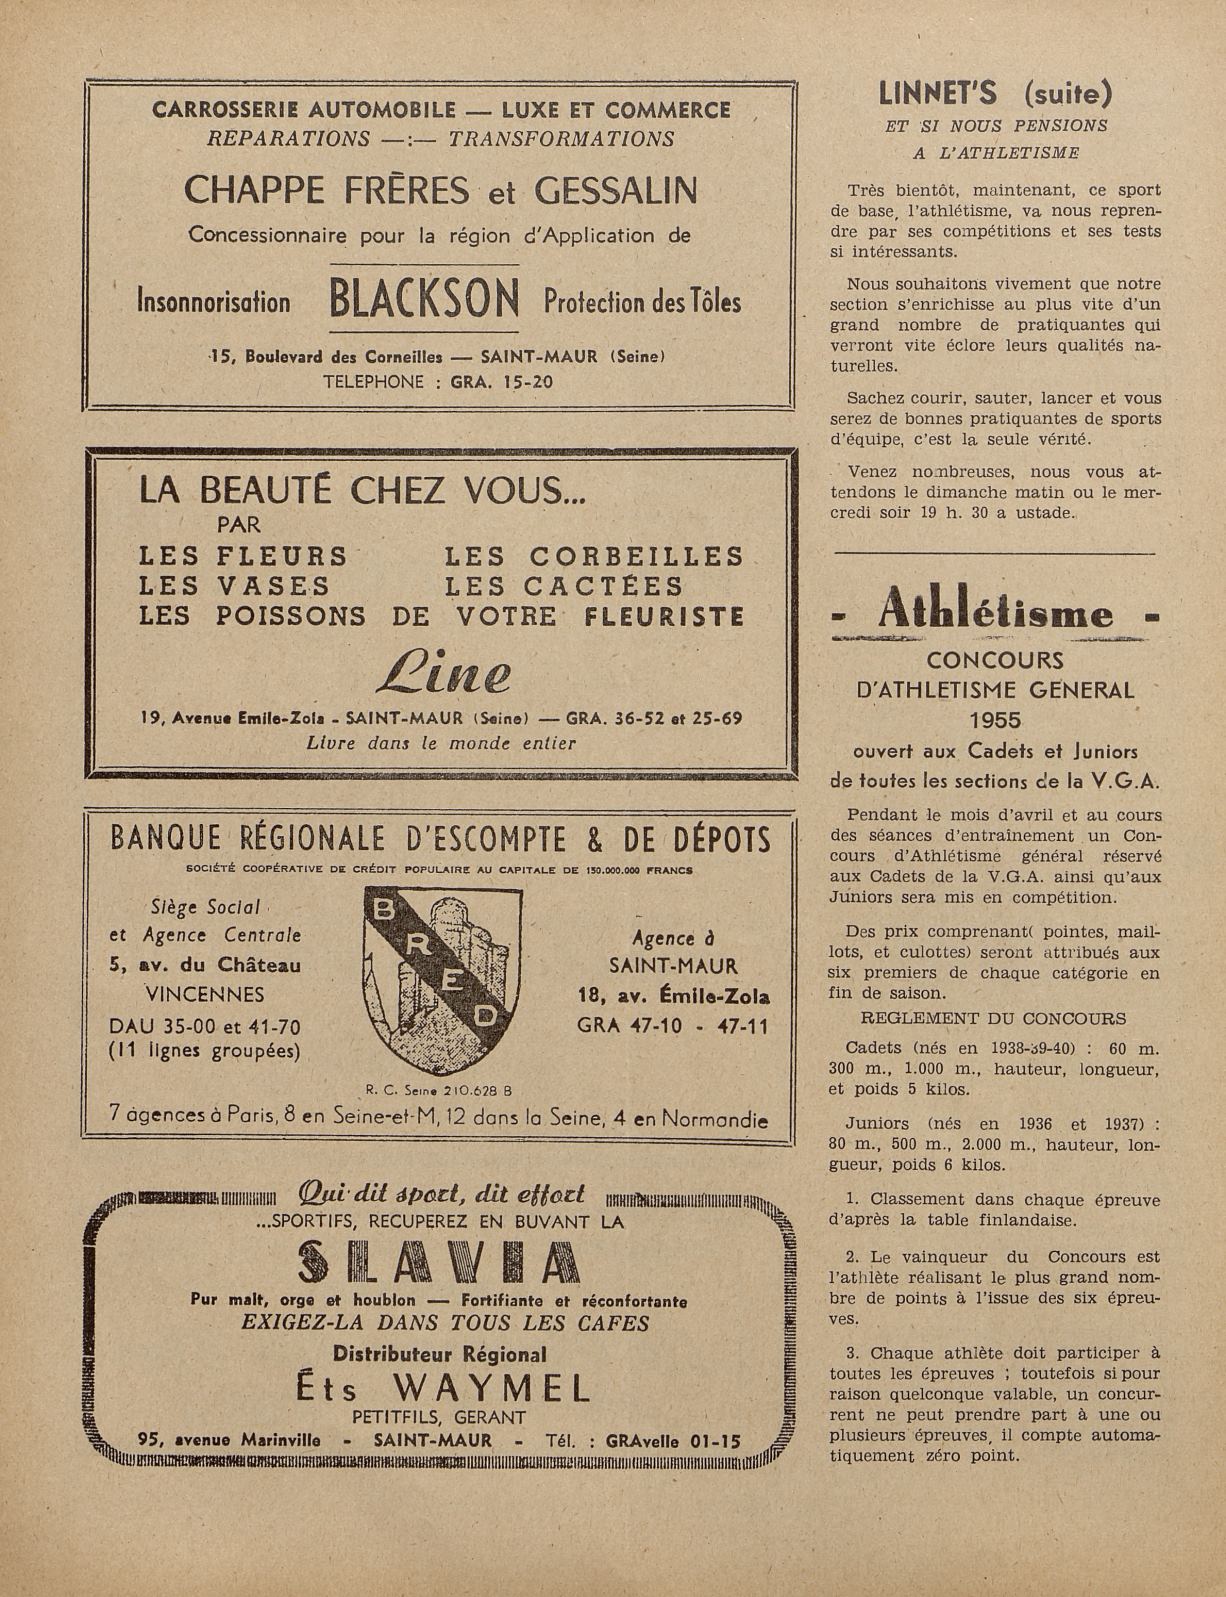 CARROSSERIE AUTOMOBILE — LUXE ET COMMERCE
REPARATIONS —:— TRANSFORMATIONS
CHAPPE FRÈRES et GESSALIN
Concessionnaire pour la région d'Application de
Insonnorisation BLACKSON Protection des Tôles
15, Boulevard des Corneilles — SAINT-MAUR (Seine)
TELEPHONE : GRA. 15-20
LA BEAUTÉ CHEZ VOUS...
PAR
LES FLEURS LES CORBEILLES
LES VASES LES CACTÉES
LES POISSONS DE VOTRE FLEURISTE
Line
19, Avenue Emile-Zola - SAINT-MAUR (Seine) — GRA. 36-52 et 25-69
Livre dans le monde entier
BANQUE RÉGIONALE D'ESCOMPTE & DE DÉPOTS
SOCIÉTÉ COOPÉRATIVE DE CRÉDIT POPULAIRE AU CAPITALE DE 150.000.000 FRANCS
Siège Social
et Agence Centrale
5, av. du Château
VINCENNES
DAU 35-00 et 41-70
(11 lignes groupées)
BRED
Agence à
SAINT-MAUR
18, av. Émile-Zola
GRA 47-10 - 47-11
R. C. Seine 210.628 B
7 agences à Paris, 8 en Seine-et-M, 12 dans la Seine, 4 en Normandie
Qui dit sport, dit effort
...SPORTIFS, RECUPEREZ EN BUVANT LA
SLAVIA
Pur malt, orge et houblon — Fortifiante et réconfortante
EXIGEZ-LA DANS TOUS LES CAFES
Distributeur Régional
Éts WAYMEL
PETITFILS, GERANT
95, avenue Marinville - SAINT-MAUR - Tél. : GRAvelle 01-15
LINNET'S (suite)
ET SI NOUS PENSIONS
A L'ATHLETISME
Très bientôt, maintenant, ce sport
de base, l'athlétisme, va nous repren-
dre par ses compétitions et ses tests
si intéressants.
Nous souhaitons vivement que notre
section s'enrichisse au plus vite d'un
grand nombre de pratiquantes qui
verront vite éclore leurs qualités na-
turelles.
Sachez courir, sauter, lancer et vous
serez de bonnes pratiquantes de sports
d'équipe, c'est la seule vérité.
Venez nombreuses, nous vous at-
tendons le dimanche matin ou le mer-
credi soir 19 h. 30 a ustade.
- Athlétisme -
CONCOURS
D'ATHLETISME GENERAL
1955
ouvert aux Cadets et Juniors
de toutes les sections de la V.G.A.
Pendant le mois d'avril et au cours
des séances d'entraînement un Con-
cours d'Athlétisme général réservé
aux Cadets de la V.G.A. ainsi qu'aux
Juniors sera mis en compétition.
Des prix comprenant( pointes, mail-
lots, et culottes) seront attribués aux
six premiers de chaque catégorie en
fin de saison.
REGLEMENT DU CONCOURS
Cadets (nés en 1938-39-40) : 60 m.
300 m., 1.000 m., hauteur, longueur,
et poids 5 kilos.
Juniors (nés en 1936 et 1937) :
80 m., 500 m., 2.000 m., hauteur, lon-
gueur, poids 6 kilos.
1. Classement dans chaque épreuve
d'après la table finlandaise.
2. Le vainqueur du Concours est
l'athlète réalisant le plus grand nom-
bre de points à l'issue des six épreu-
ves.
3. Chaque athlète doit participer à
toutes les épreuves ; toutefois si pour
raison quelconque valable, un concur-
rent ne peut prendre part à une ou
plusieurs épreuves, il compte automa-
tiquement zéro point.